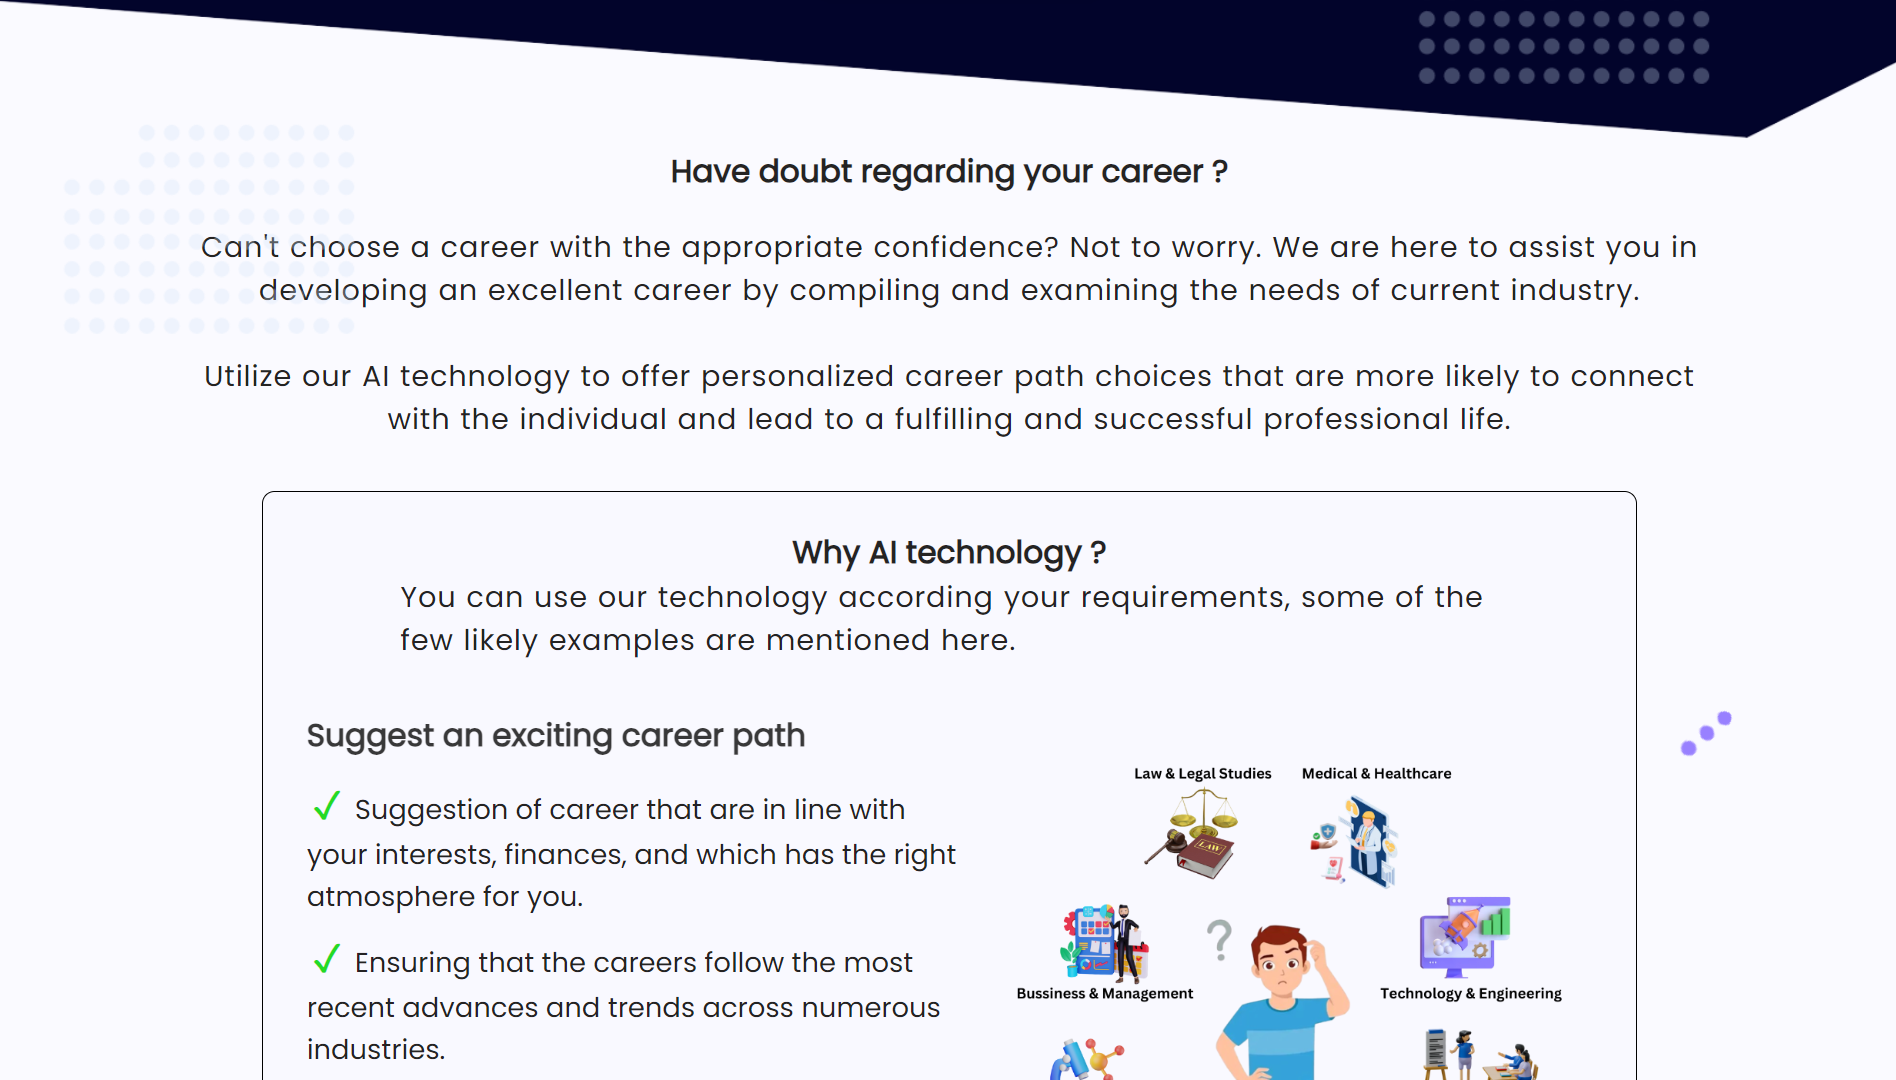 Have doubt regarding your career ?
Can't choose a career with the appropriate confidence? Not to worry. We are here to assist you in
developing an excellent career by compiling and examining the needs of current industry.
Utilize our AI technology to offer personalized career path choices that are more likely to connect
with the individual and lead to a fulfilling and successful professional life.
Why AI technology ?
You can use our technology according your requirements, some of the
few likely examples are mentioned here.
Suggest an exciting career path
✓ Suggestion of career that are in line with
your interests, finances, and which has the right
atmosphere for you.
✓ Ensuring that the careers follow the most
recent advances and trends across numerous
industries.
Law & Legal Studies
Medical & Healthcare
LAW
?
Bussiness & Management
Technology & Engineering